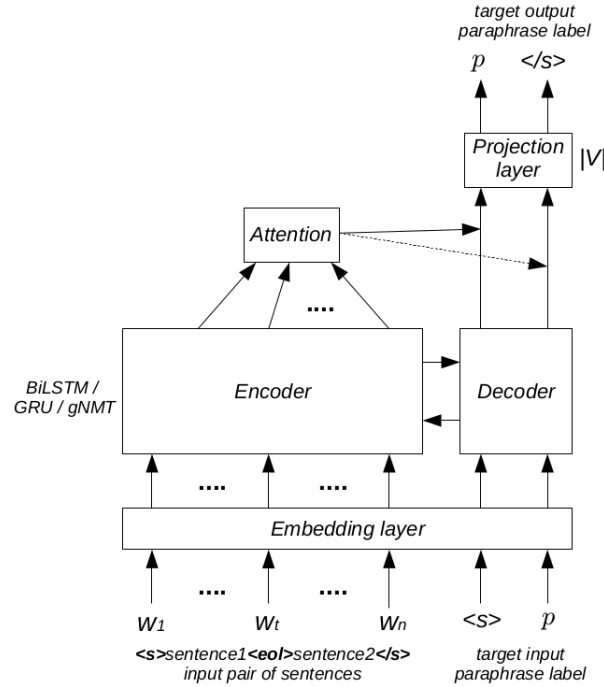 target output
paraphrase label
p </s>
Projection
layer
|V|
Attention
....
BiLSTM /
GRU / gNMT
Encoder
Decoder
.... ....
Embedding layer
.... ....
w1 wt wn <s> p
<s>sentence1<eol>sentence2</s>
input pair of sentences
target input
paraphrase label